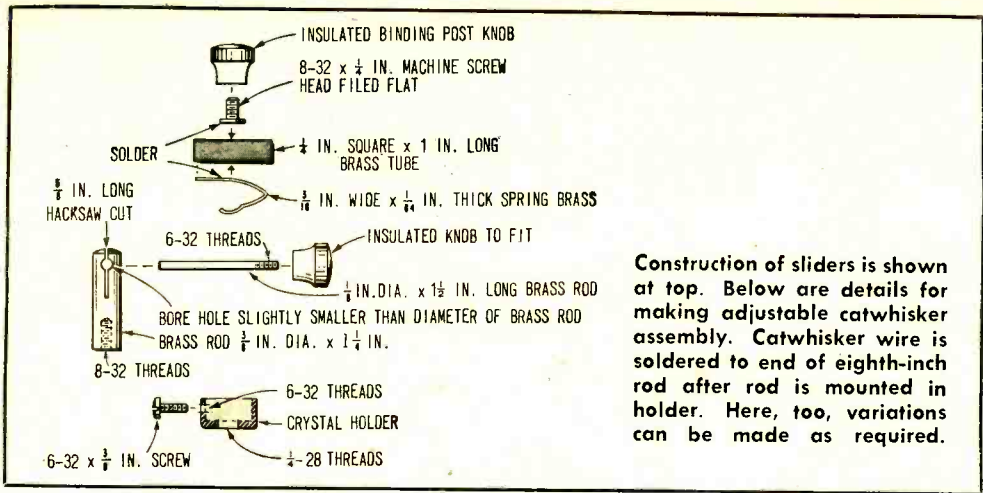 INSULATED BINDING POST KNOB
8-32 x 1/4 IN. MACHINE SCREW
HEAD FILED FLAT
SOLDER
1/4 IN. SQUARE x 1 IN. LONG
BRASS TUBE
5/8 IN. LONG
HACKSAW CUT
3/16 IN. WIDE x 1/64 IN. THICK SPRING BRASS
6-32 THREADS
INSULATED KNOB TO FIT
1/8 IN. DIA. x 1 1/2 IN. LONG BRASS ROD
BORE HOLE SLIGHTLY SMALLER THAN DIAMETER OF BRASS ROD
BRASS ROD 3/8 IN. DIA. x 1 1/4 IN.
8-32 THREADS
6-32 THREADS
CRYSTAL HOLDER
6-32 x 3/8 IN. SCREW
1/4-28 THREADS
Construction of sliders is shown
at top. Below are details for
making adjustable catwhisker
assembly. Catwhisker wire is
soldered to end of eighth-inch
rod after rod is mounted in
holder. Here, too, variations
can be made as required.